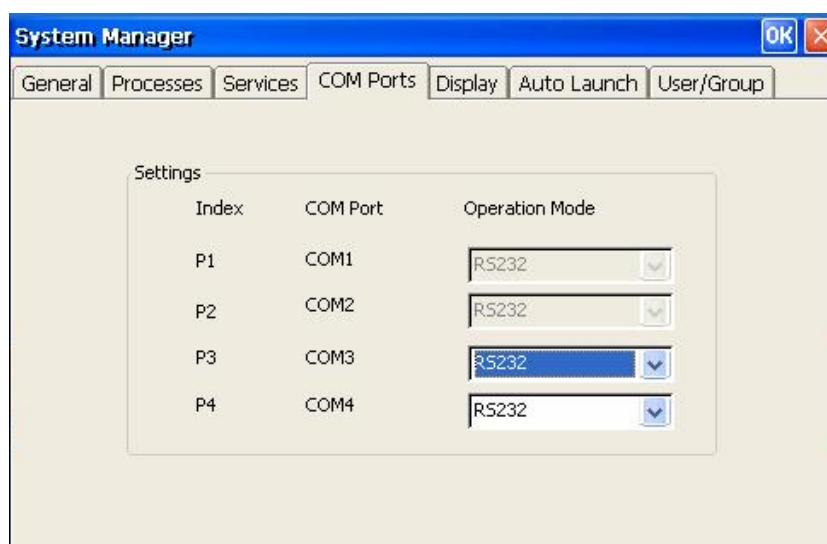 System Manager OK
General Processes Services COM Ports Display Auto Launch User/Group
Settings
Index COM Port Operation Mode
P1 COM1 RS232
P2 COM2 RS232
P3 COM3 RS232
P4 COM4 RS232